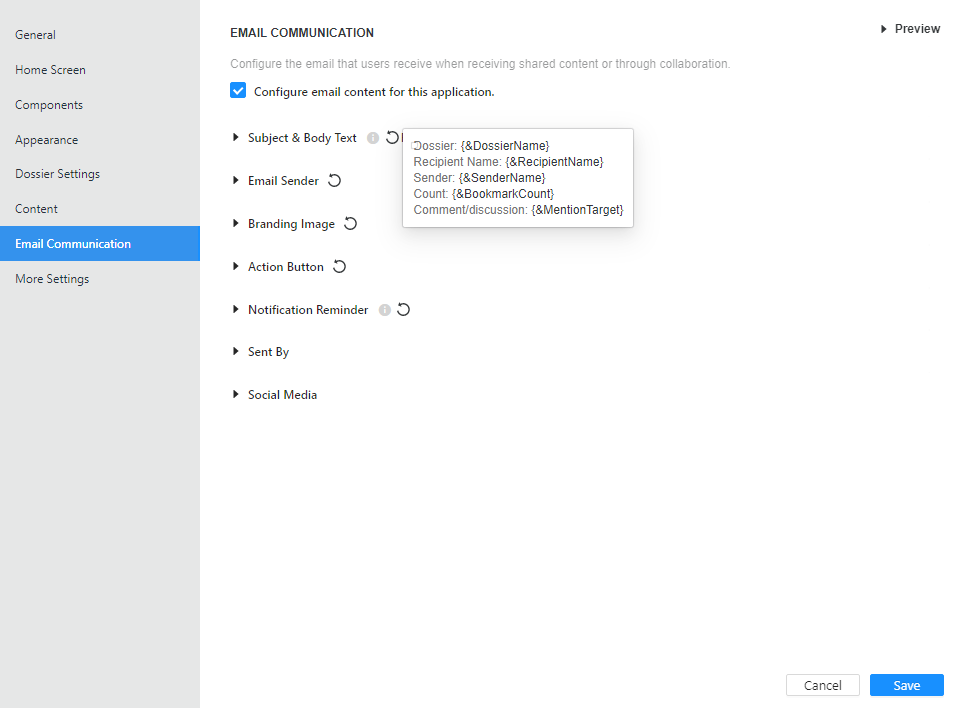 General
Home Screen
Components
Appearance
Dossier Settings
Content
Email Communication
More Settings
EMAIL COMMUNICATION
Preview
Configure the email that users receive when receiving shared content or through collaboration.
Configure email content for this application.
Subject & Body Text
Dossier: {&DossierName}
Recipient Name: {&RecipientName}
Sender: {&SenderName}
Count: {&BookmarkCount}
Comment/discussion: {&MentionTarget}
Email Sender
Branding Image
Action Button
Notification Reminder
Sent By
Social Media
Cancel
Save